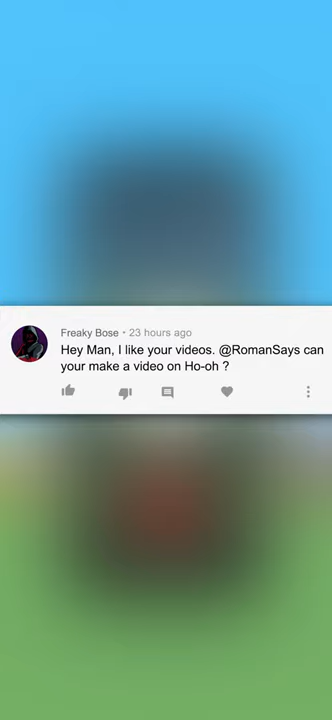 Freaky Bose • 23 hours ago
Hey Man, I like your videos. @RomanSays can
your make a video on Ho-oh ?